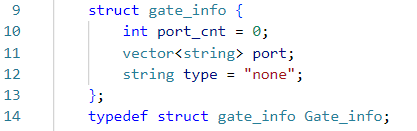 9 struct gate_info {
10 int port_cnt = 0;
11 vector<string> port;
12 string type = "none";
13 };
14 typedef struct gate_info Gate_info;